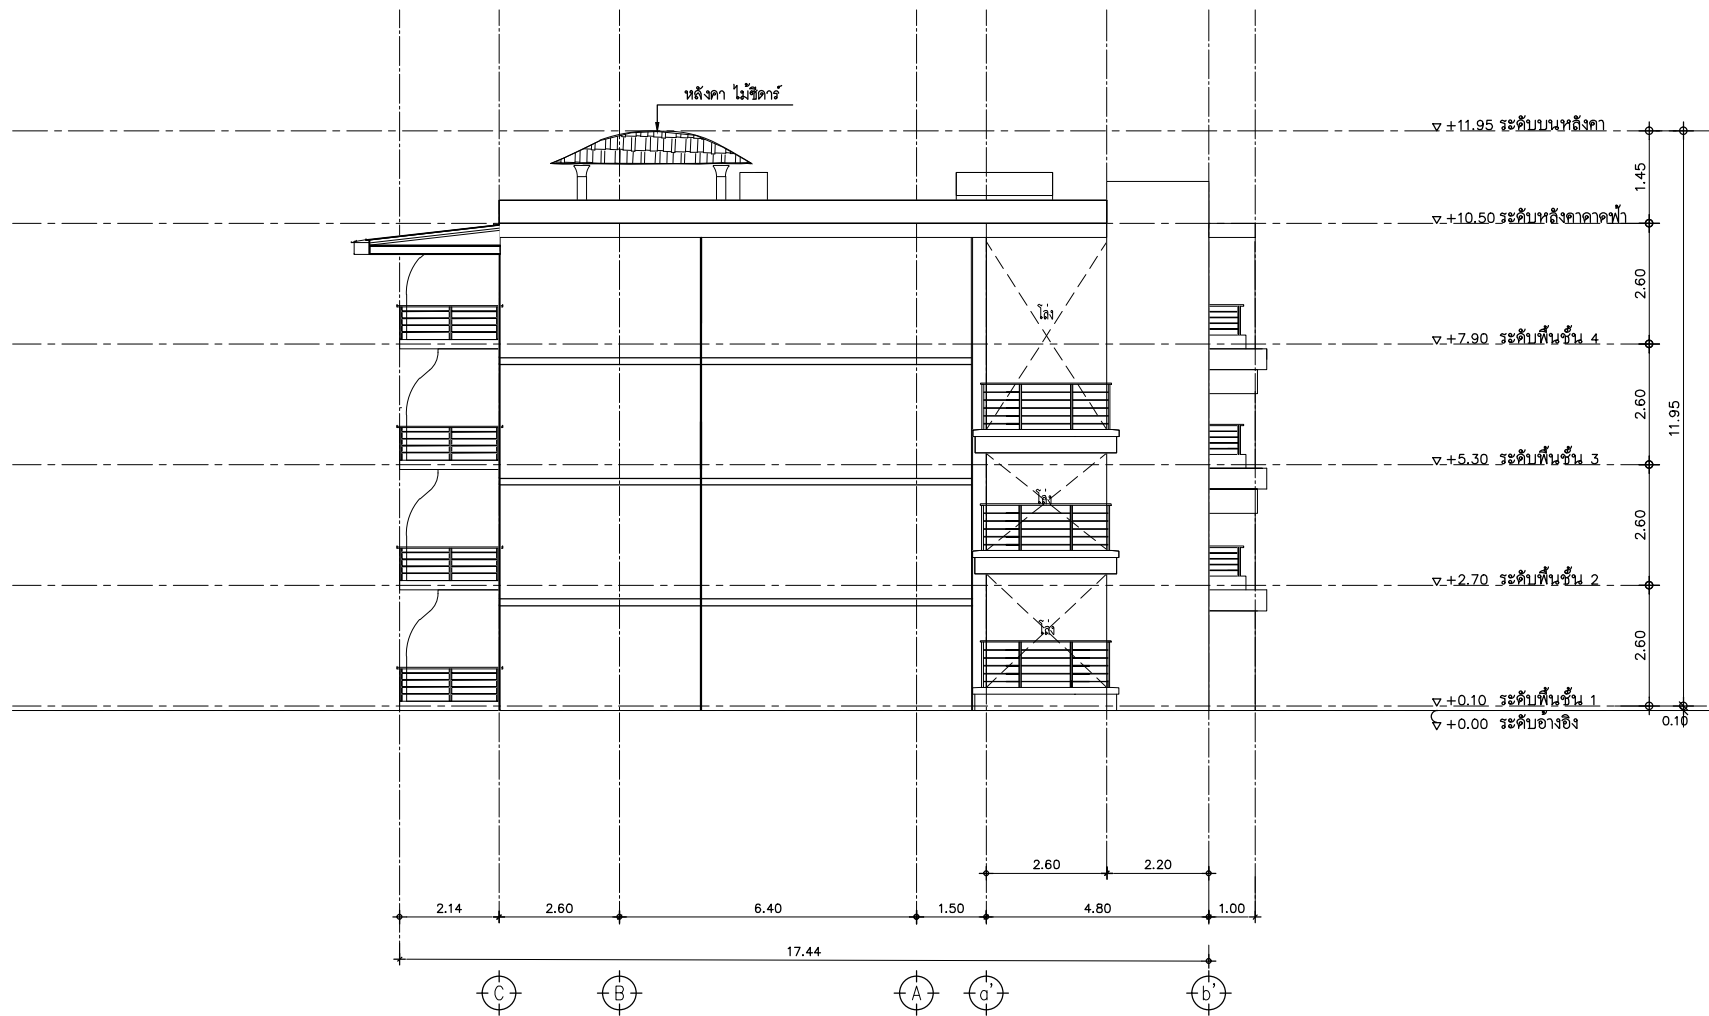 หลังคา ไม้ซีดาร์
+11.95 ระดับบนหลังคา
1.45
+10.50 ระดับหลังคาดาดฟ้า
2.60
โล่ง
+7.90 ระดับพื้นชั้น 4
2.60
11.95
+5.30 ระดับพื้นชั้น 3
โล่ง
2.60
+2.70 ระดับพื้นชั้น 2
โล่ง
2.60
+0.10 ระดับพื้นชั้น 1
+0.00 ระดับอ้างอิง
0.10
2.60 2.20
2.14 2.60 6.40 1.50 4.80 1.00
17.44
C B A a' b'